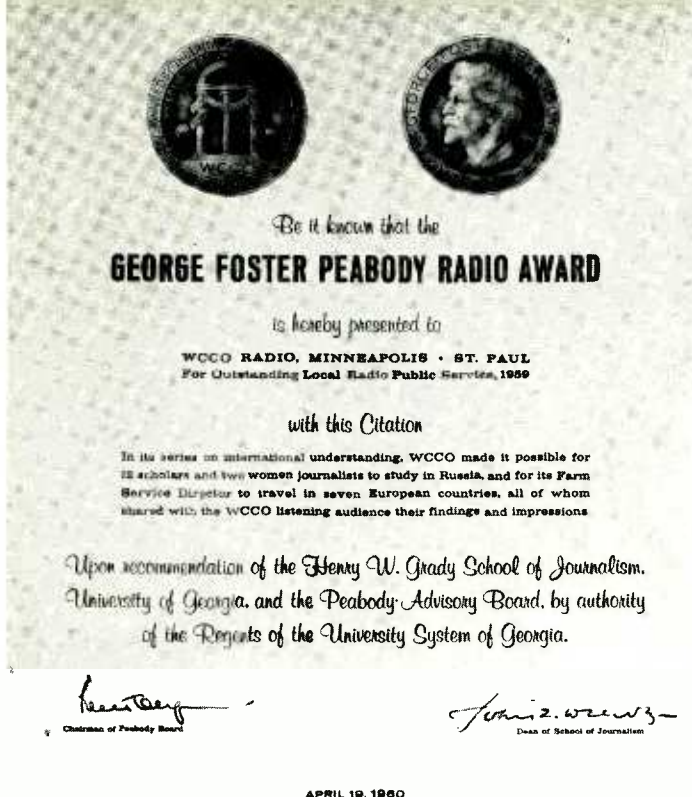 WCCO
GEORGE FOSTER
Be it known that the
GEORGE FOSTER PEABODY RADIO AWARD
is hereby presented to
WCCO RADIO, MINNEAPOLIS • ST. PAUL
For Outstanding Local Radio Public Service, 1959
with this Citation
In its series on international understanding, WCCO made it possible for
scholars and two women journalists to study in Russia, and for its Farm
Service Director to travel in seven European countries, all of whom
shared with the WCCO listening audience their findings and impressions
Upon recommendation of the Henry W. Grady School of Journalism,
University of Georgia, and the Peabody Advisory Board, by authority
of the Regents of the University System of Georgia.
Chairman of Peabody Board
Dean of School of Journalism
APRIL 19, 1960